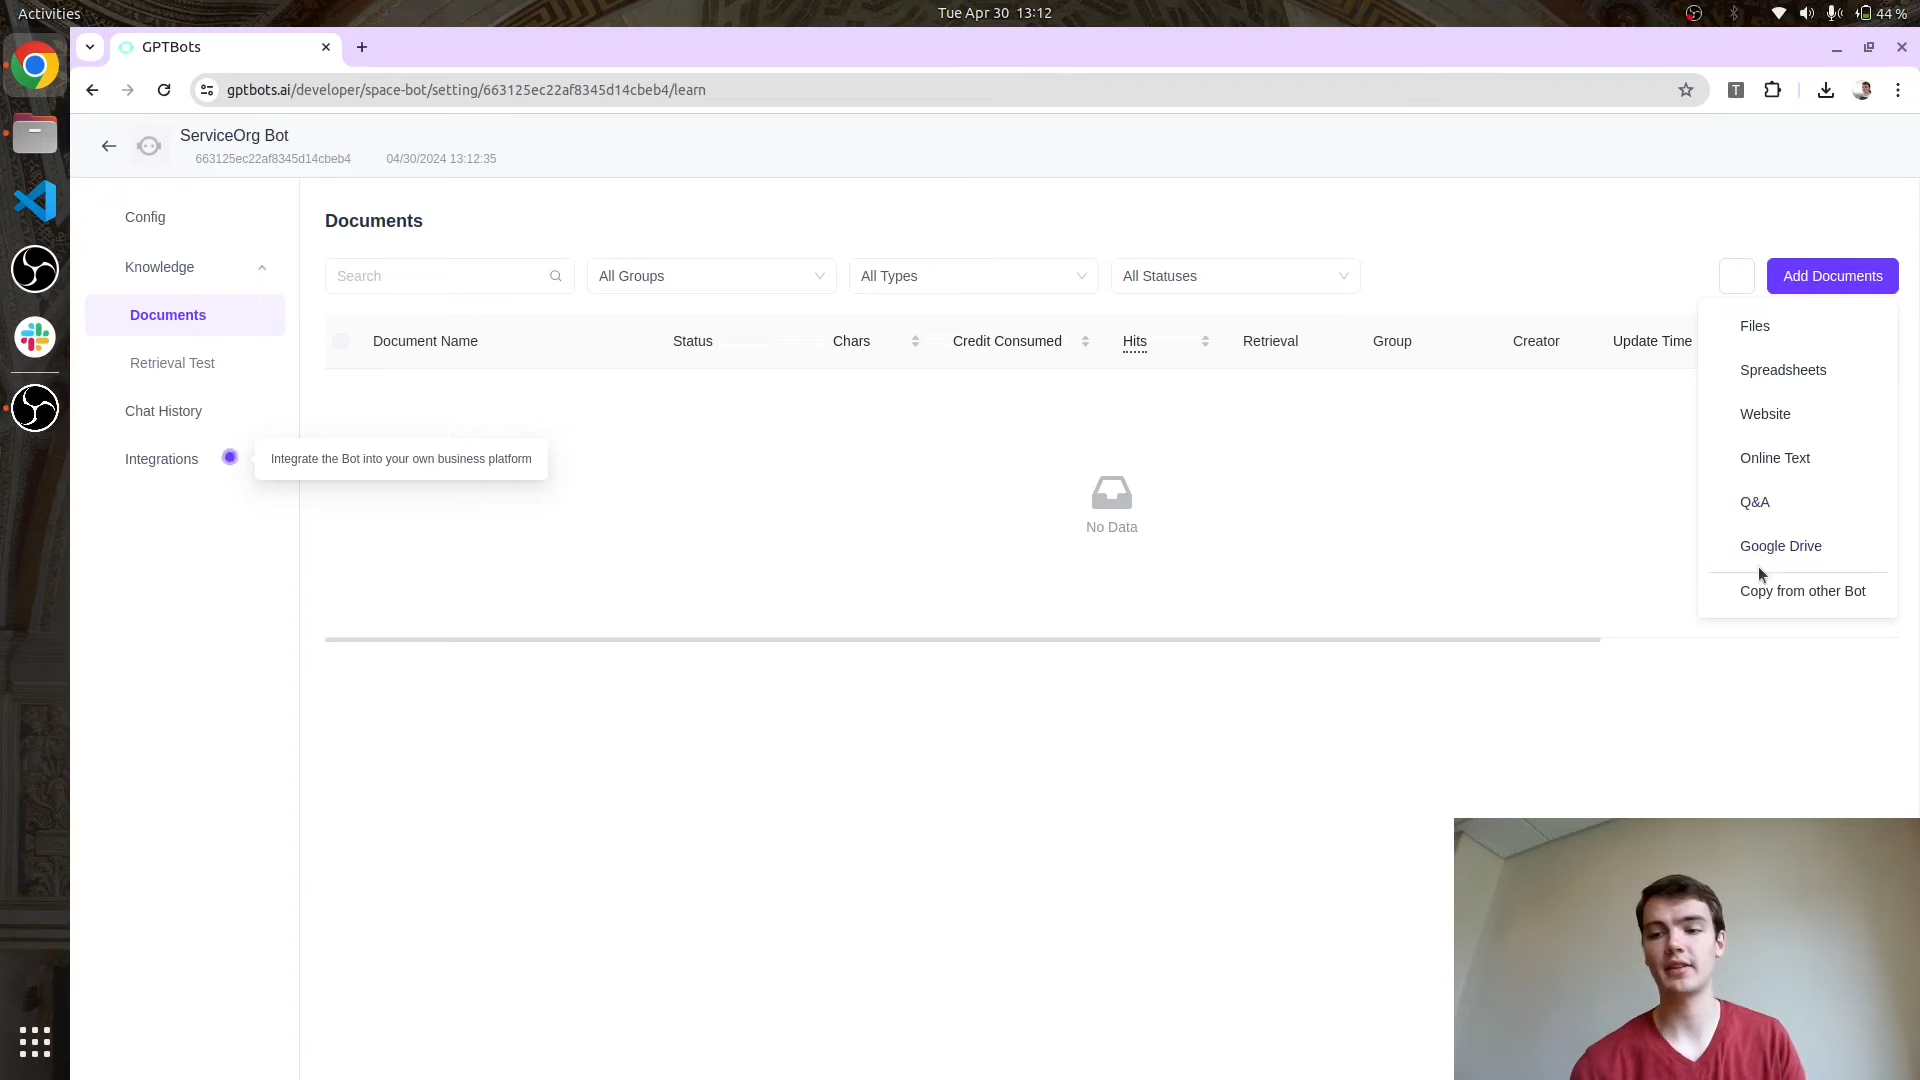 Activities
Tue Apr 30 13:12
44 %
GPTBots
gptbots.ai/developer/space-bot/setting/663125ec22af8345d14cbeb4/learn
T
ServiceOrg Bot
663125ec22af8345d14cbeb4 04/30/2024 13:12:35
Config
Knowledge
Documents
Retrieval Test
Chat History
Integrations
Integrate the Bot into your own business platform
Documents
Search
All Groups
All Types
All Statuses
Add Documents
Document Name Status Chars Credit Consumed Hits Retrieval Group Creator Update Time
No Data
Files
Spreadsheets
Website
Online Text
Q&A
Google Drive
Copy from other Bot